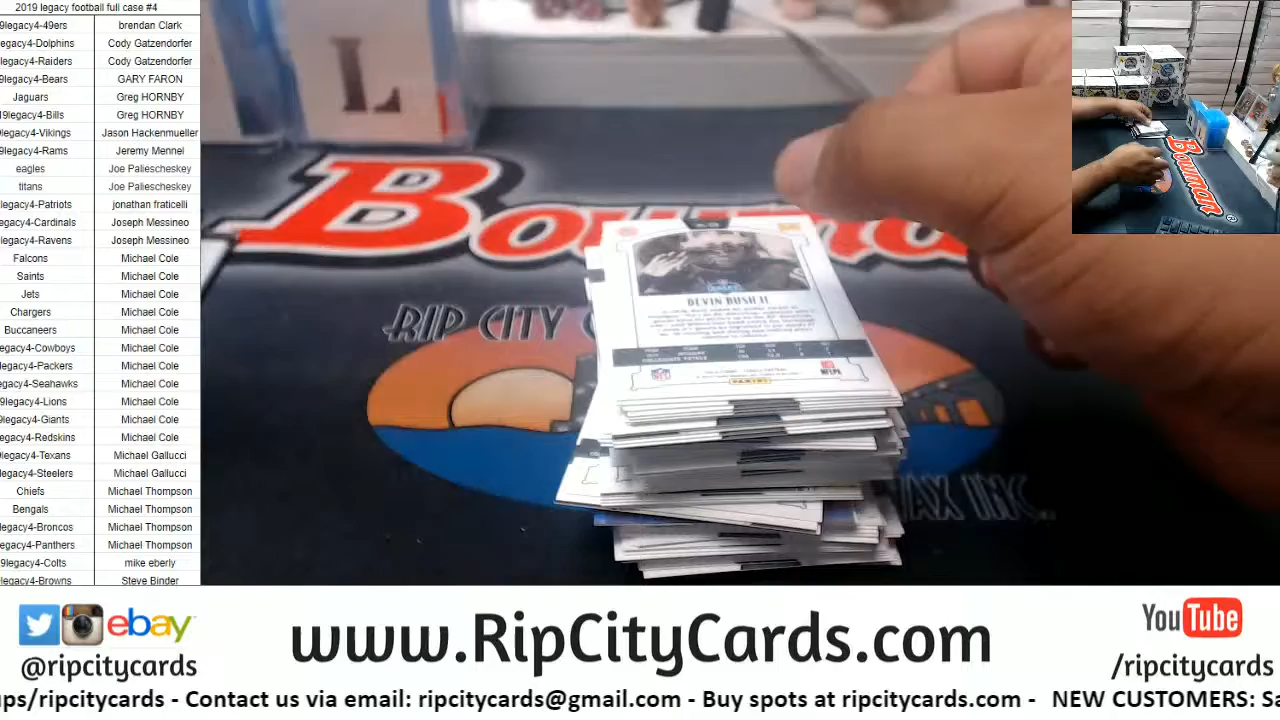 2019 legacy football full case #4
9legacy4-49ers brendan Clark
egacy4-Dolphins Cody Gatzendorfer
legacy4-Raiders Cody Gatzendorfer
9legacy4-Bears GARY FARON
Jaguars Greg HORNBY
19legacy4-Bills Greg HORNBY
legacy4-Vikings Jason Hackenmueller
9legacy4-Rams Jeremy Mennel
eagles Joe Paliescheskey
titans Joe Paliescheskey
legacy4-Patriots jonathan fraticelli
egacy4-Cardinals Joseph Messineo
legacy4-Ravens Joseph Messineo
Falcons Michael Cole
Saints Michael Cole
Jets Michael Cole
Chargers Michael Cole
Buccaneers Michael Cole
Michael Cole
legacy4-Packers Michael Cole
egacy4-Seahawks Michael Cole
9legacy4-Lions Michael Cole
9legacy4-Giants Michael Cole
egacy4-Redskins Michael Cole
legacy4-Texans Michael Gallucci
egacy4-Steelers Michael Gallucci
Chiefs Michael Thompson
Bengals Michael Thompson
legacy4-Broncos Michael Thompson
egacy4-Panthers Michael Thompson
9legacy4-Colts mike eberly
legacy4-Browns Steve Binder
L
Bowman
RIP CITY
DEVIN BUSH II
NFL
PANINI
Bowman
ebay
@ripcitycards
www.RipCityCards.com
YouTube
/ripcitycards
ups/ripcitycards - Contact us via email: ripcitycards@gmail.com - Buy spots at ripcitycards.com - NEW CUSTOMERS: Sa